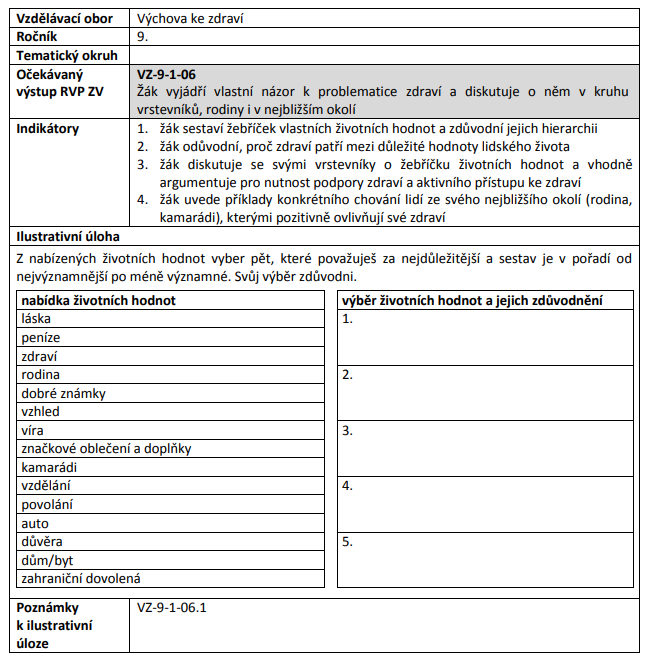 Vzdělávací obor Výchova ke zdraví
Ročník 9.
Tematický okruh
Očekávaný výstup RVP ZV
VZ-9-1-06
Žák vyjádří vlastní názor k problematice zdraví a diskutuje o něm v kruhu
vrstevníků, rodiny i v nejbližším okolí
Indikátory
1. žák sestaví žebříček vlastních životních hodnot a zdůvodní jejich hierarchii
2. žák odůvodní, proč zdraví patří mezi důležité hodnoty lidského života
3. žák diskutuje se svými vrstevníky o žebříčku životních hodnot a vhodně
argumentuje pro nutnost podpory zdraví a aktivního přístupu ke zdraví
4. žák uvede příklady konkrétního chování lidí ze svého nejbližšího okolí (rodina,
kamarádi), kterými pozitivně ovlivňují své zdraví
Ilustrativní úloha
Z nabízených životních hodnot vyber pět, které považuješ za nejdůležitější a sestav je v pořadí od
nejvýznamnější po méně významné. Svůj výběr zdůvodni.
nabídka životních hodnot
láska
peníze
zdraví
rodina
dobré známky
vzhled
víra
značkové oblečení a doplňky
kamarádi
vzdělání
povolání
auto
důvěra
dům/byt
zahraniční dovolená
výběr životních hodnot a jejich zdůvodnění
1.
2.
3.
4.
5.
Poznámky
k ilustrativní
úloze
VZ-9-1-06.1